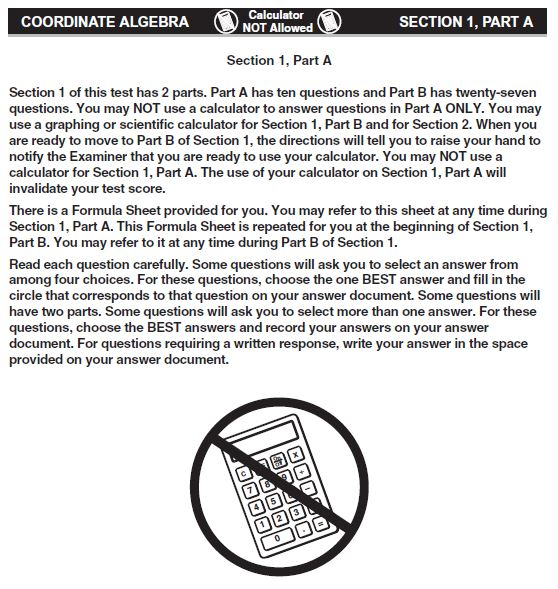 COORDINATE ALGEBRA
Calculator
NOT Allowed
SECTION 1, PART A
Section 1, Part A
Section 1 of this test has 2 parts. Part A has ten questions and Part B has twenty-seven
questions. You may NOT use a calculator to answer questions in Part A ONLY. You may
use a graphing or scientific calculator for Section 1, Part B and for Section 2. When you
are ready to move to Part B of Section 1, the directions will tell you to raise your hand to
notify the Examiner that you are ready to use your calculator. You may NOT use a
calculator for Section 1, Part A. The use of your calculator on Section 1, Part A will
invalidate your test score.
There is a Formula Sheet provided for you. You may refer to this sheet at any time during
Section 1, Part A. This Formula Sheet is repeated for you at the beginning of Section 1,
Part B. You may refer to it at any time during Part B of Section 1.
Read each question carefully. Some questions will ask you to select an answer from
among four choices. For these questions, choose the one BEST answer and fill in the
circle that corresponds to that question on your answer document. Some questions will
have two parts. Some questions will ask you to select more than one answer. For these
questions, choose the BEST answers and record your answers on your answer
document. For questions requiring a written response, write your answer in the space
provided on your answer document.
C x
7 8 9 +
4 5 −
1 2 3
0 . =